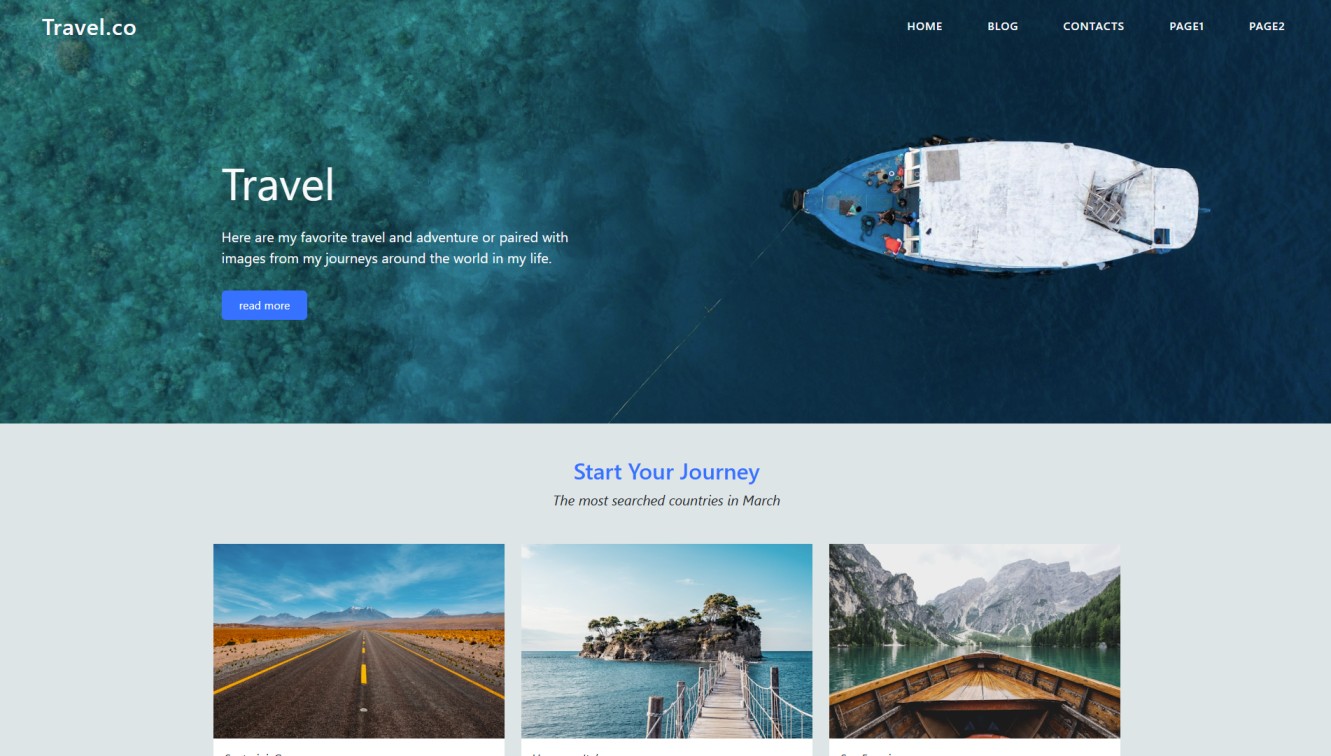 Travel.co
HOME BLOG CONTACTS PAGE1 PAGE2
Travel
Here are my favorite travel and adventure or paired with
images from my journeys around the world in my life.
read more
Start Your Journey
The most searched countries in March